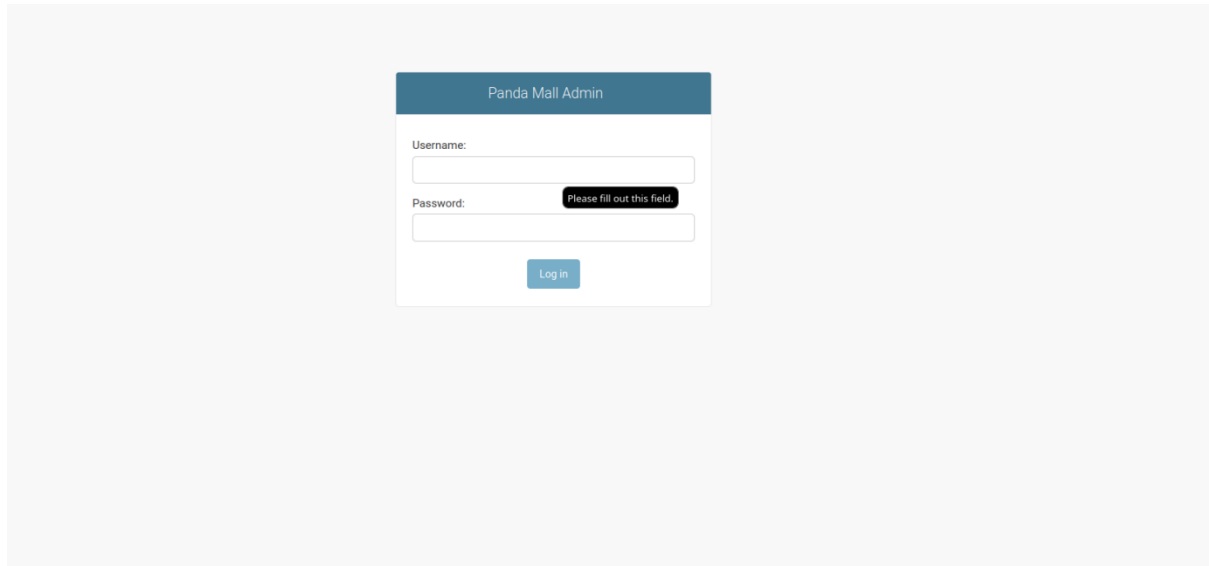 Panda Mall Admin
Username:
Please fill out this field.
Password:
Log in